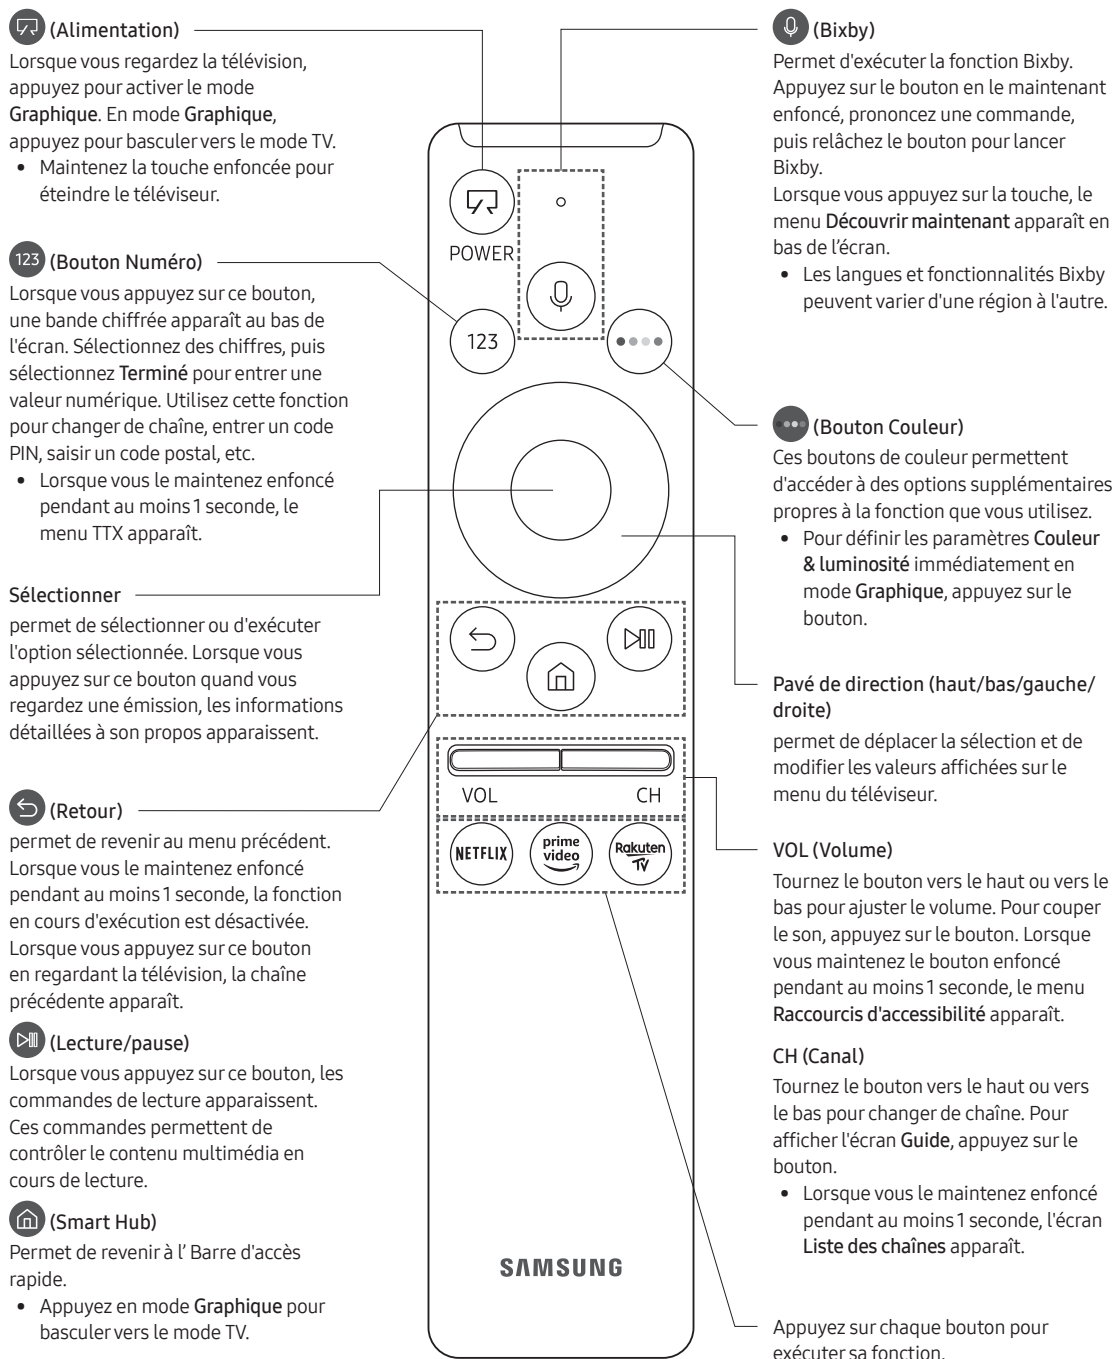 (Alimentation)
Lorsque vous regardez la télévision,
appuyez pour activer le mode
Graphique. En mode Graphique,
appuyez pour basculer vers le mode TV.
• Maintenez la touche enfoncée pour
éteindre le téléviseur.
123 (Bouton Numéro)
Lorsque vous appuyez sur ce bouton,
une bande chiffrée apparaît au bas de
l'écran. Sélectionnez des chiffres, puis
sélectionnez Terminé pour entrer une
valeur numérique. Utilisez cette fonction
pour changer de chaîne, entrer un code
PIN, saisir un code postal, etc.
• Lorsque vous le maintenez enfoncé
pendant au moins 1 seconde, le
menu TTX apparaît.
Sélectionner
permet de sélectionner ou d'exécuter
l'option sélectionnée. Lorsque vous
appuyez sur ce bouton quand vous
regardez une émission, les informations
détaillées à son propos apparaissent.
(Retour)
permet de revenir au menu précédent.
Lorsque vous le maintenez enfoncé
pendant au moins 1 seconde, la fonction
en cours d'exécution est désactivée.
Lorsque vous appuyez sur ce bouton
en regardant la télévision, la chaîne
précédente apparaît.
(Lecture/pause)
Lorsque vous appuyez sur ce bouton, les
commandes de lecture apparaissent.
Ces commandes permettent de
contrôler le contenu multimédia en
cours de lecture.
(Smart Hub)
Permet de revenir à l' Barre d'accès
rapide.
• Appuyez en mode Graphique pour
basculer vers le mode TV.
POWER
123
VOL
CH
NETFLIX
prime
video
Rakuten
TV
SAMSUNG
(Bixby)
Permet d'exécuter la fonction Bixby.
Appuyez sur le bouton en le maintenant
enfoncé, prononcez une commande,
puis relâchez le bouton pour lancer
Bixby.
Lorsque vous appuyez sur la touche, le
menu Découvrir maintenant apparaît en
bas de l’écran.
• Les langues et fonctionnalités Bixby
peuvent varier d'une région à l'autre.
(Bouton Couleur)
Ces boutons de couleur permettent
d'accéder à des options supplémentaires
propres à la fonction que vous utilisez.
• Pour définir les paramètres Couleur
& luminosité immédiatement en
mode Graphique, appuyez sur le
bouton.
Pavé de direction (haut/bas/gauche/
droite)
permet de déplacer la sélection et de
modifier les valeurs affichées sur le
menu du téléviseur.
VOL (Volume)
Tournez le bouton vers le haut ou vers le
bas pour ajuster le volume. Pour couper
le son, appuyez sur le bouton. Lorsque
vous maintenez le bouton enfoncé
pendant au moins 1 seconde, le menu
Raccourcis d'accessibilité apparaît.
CH (Canal)
Tournez le bouton vers le haut ou vers
le bas pour changer de chaîne. Pour
afficher l'écran Guide, appuyez sur le
bouton.
• Lorsque vous le maintenez enfoncé
pendant au moins 1 seconde, l'écran
Liste des chaînes apparaît.
Appuyez sur chaque bouton pour
exécuter sa fonction.